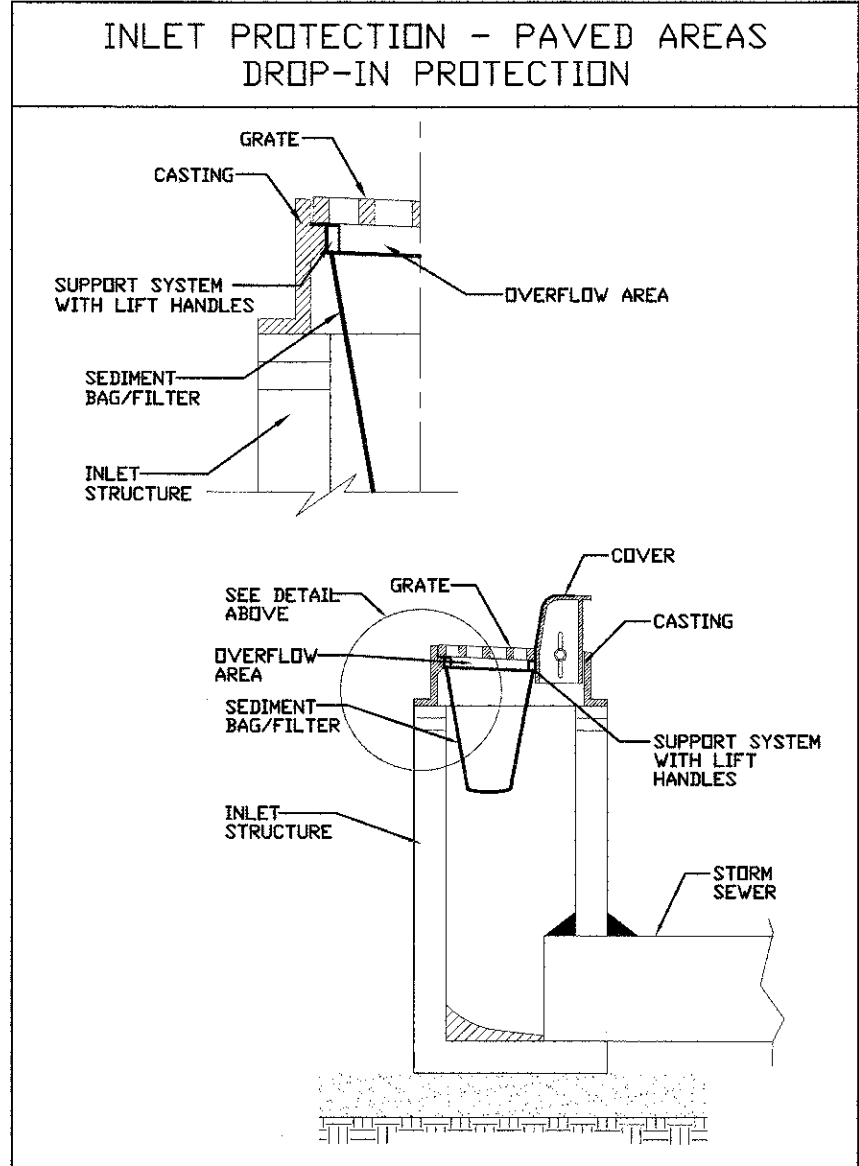 INLET PROTECTION - PAVED AREAS
DROP-IN PROTECTION
GRATE
CASTING
SUPPORT SYSTEM
WITH LIFT HANDLES
OVERFLOW AREA
SEDIMENT
BAG/FILTER
INLET
STRUCTURE
COVER
GRATE
SEE DETAIL
ABOVE
CASTING
OVERFLOW
AREA
SEDIMENT
BAG/FILTER
SUPPORT SYSTEM
WITH LIFT
HANDLES
INLET
STRUCTURE
STORM
SEWER